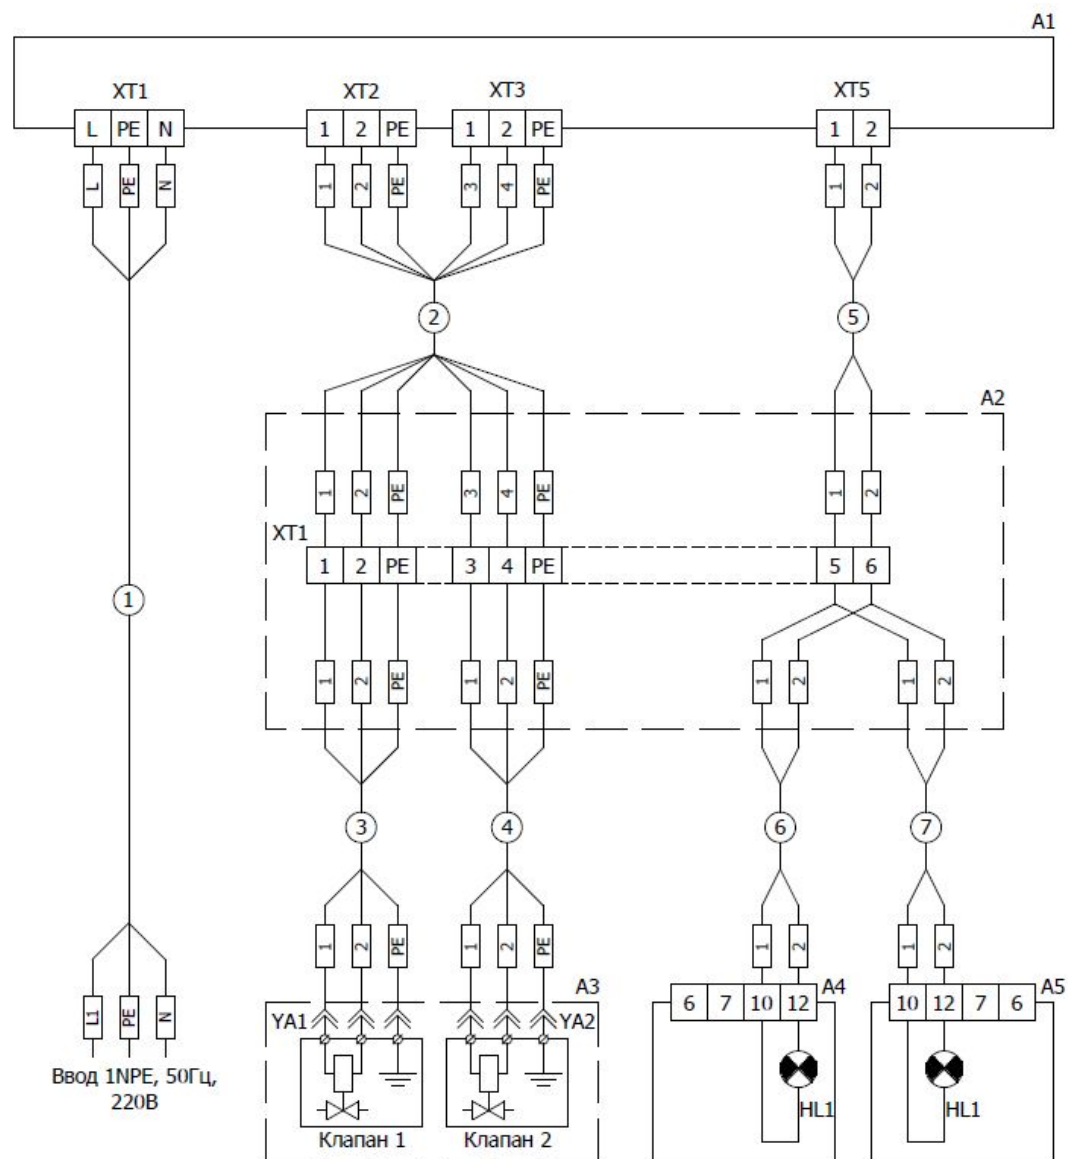 A1
XT1 XT2 XT3 XT5
L PE N 1 2 PE 1 2 PE 1 2
L PE N 1 2 PE 3 4 PE 1 2
2 5
A2
1 2 PE 3 4 PE 1 2
XT1
1 2 PE 3 4 PE 5 6
1
1 2 PE 1 2 PE 1 2 1 2
3 4 6 7
1 2 PE 1 2 PE 1 2 1 2
A3 A4 A5
6 7 10 12 10 12 7 6
L1 PE N YA1 YA2
Ввод 1NPE, 50Гц,
220В
HL1 HL1
Клапан 1 Клапан 2